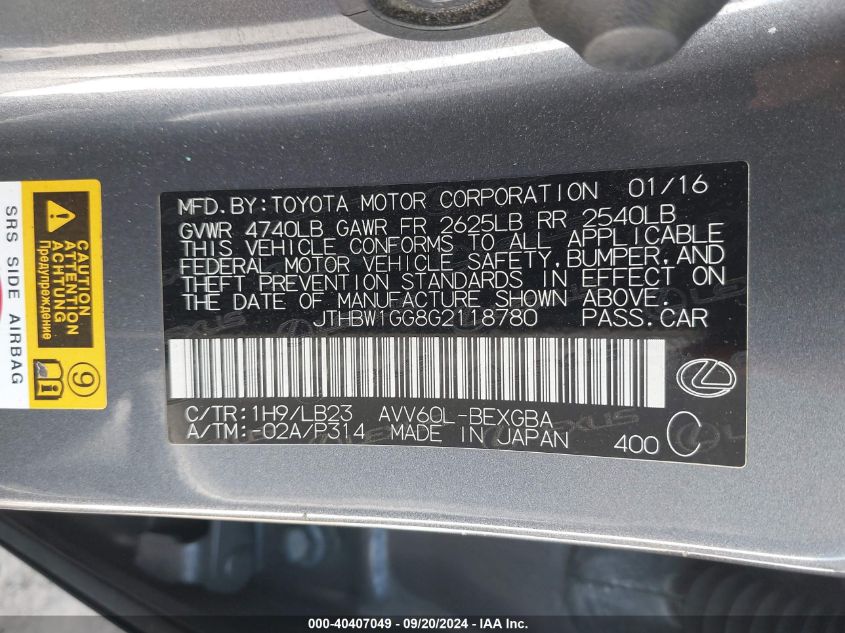 MFD. BY: TOYOTA MOTOR CORPORATION 01/16
GVWR 4740LB GAWR FR 2625LB RR 2540LB
THIS VEHICLE CONFORMS TO ALL APPLICABLE
FEDERAL MOTOR VEHICLE SAFETY, BUMPER, AND
THEFT PREVENTION STANDARDS IN EFFECT ON
THE DATE OF MANUFACTURE SHOWN ABOVE.
JTHBW1GG8G2118780 PASS. CAR
C/TR: 1H9/LB23 AVV60L-BEXGBA
A/TM: -02A/P314 MADE IN JAPAN 400 C
SRS SIDE AIRBAG
CAUTION
ATTENTION
ACHTUNG
Предупреждение
9
000-40407049 - 09/20/2024 - IAA Inc.